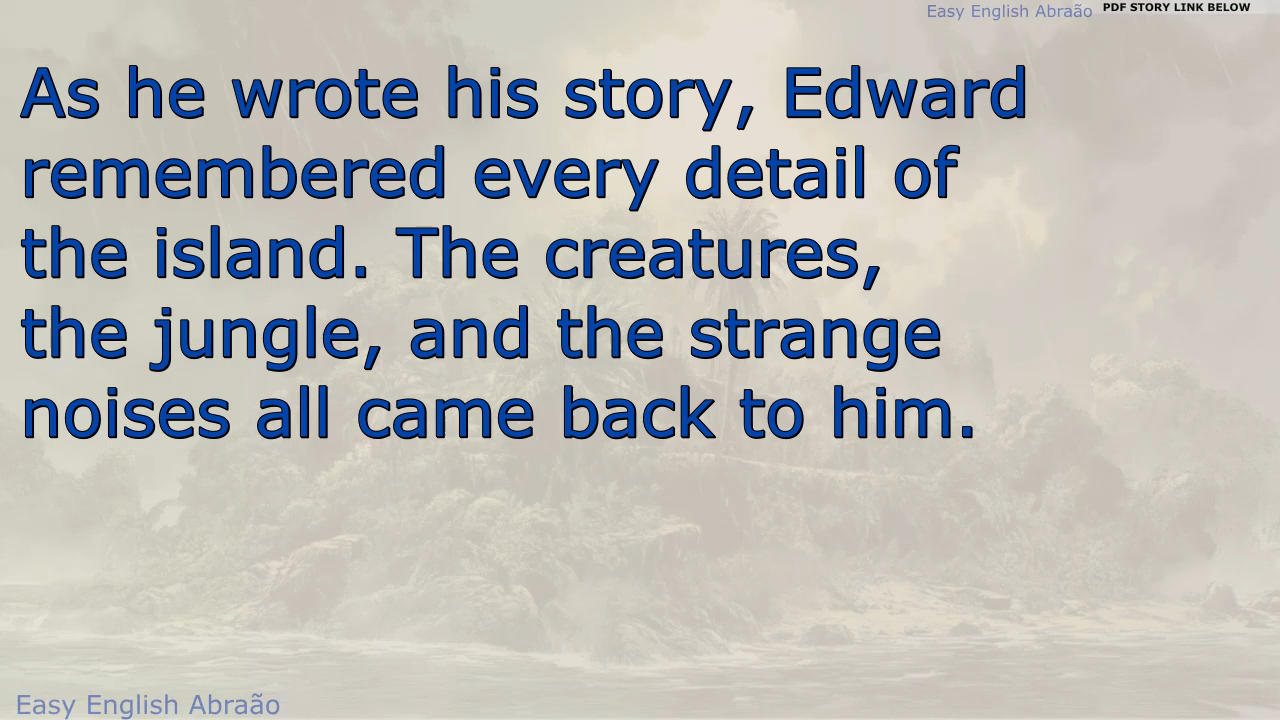 Easy English Abraão PDF STORY LINK BELOW
As he wrote his story, Edward
remembered every detail of
the island. The creatures,
the jungle, and the strange
noises all came back to him.
Easy English Abraão